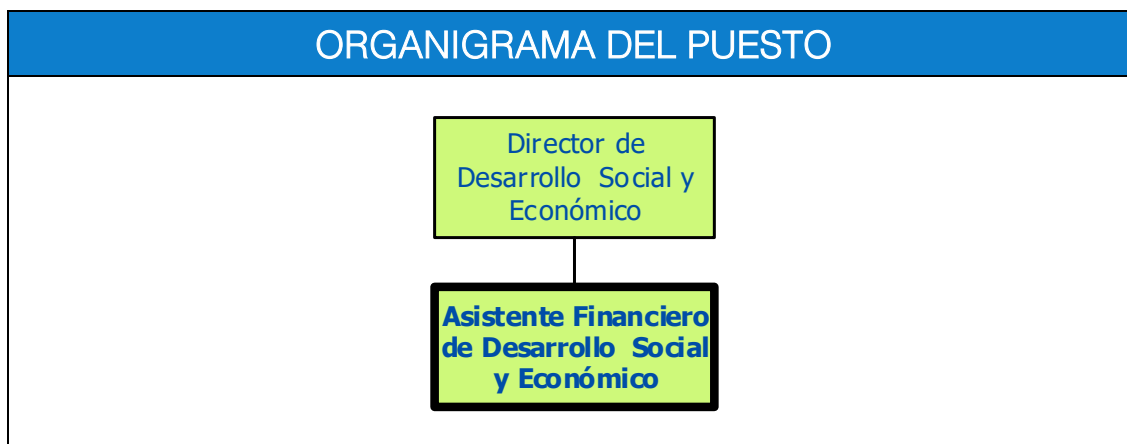 ORGANIGRAMA DEL PUESTO
Director de
Desarrollo Social y
Económico
Asistente Financiero
de Desarrollo Social
y Económico